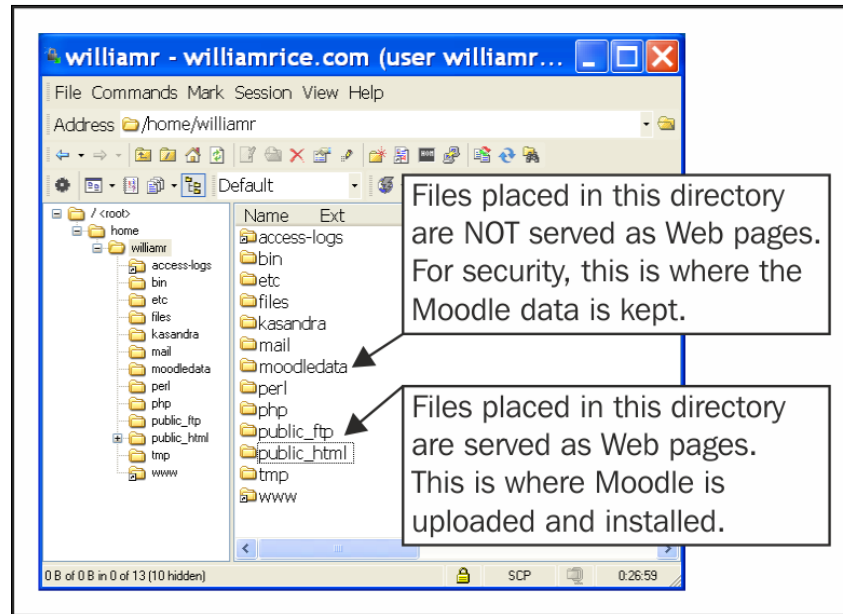 williamr - williamrice.com (user williamr...
File Commands Mark Session View Help
Address /home/williamr
Default
/ <root>
home
williamr
access-logs
bin
etc
files
kasandra
mail
moodledata
perl
php
public_ftp
public_html
tmp
www
Name Ext
access-logs
bin
etc
files
kasandra
mail
moodledata
perl
php
public_ftp
public_html
tmp
www
Files placed in this directory
are NOT served as Web pages.
For security, this is where the
Moodle data is kept.
Files placed in this directory
are served as Web pages.
This is where Moodle is
uploaded and installed.
0 B of 0 B in 0 of 13 (10 hidden)
SCP
0:26:59